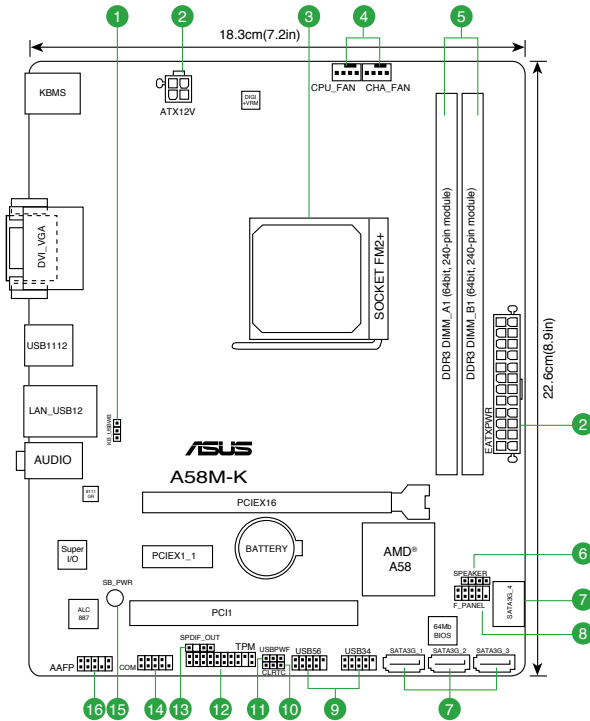 1
2
3
4
5
18.3cm(7.2in)
KBMS
ATX12V
DIGI
+VRM
CPU_FAN
CHA_FAN
DVI_VGA
SOCKET FM2+
DDR3 DIMM_A1 (64bit, 240-pin module)
DDR3 DIMM_B1 (64bit, 240-pin module)
22.6cm(8.9in)
USB1112
LAN_USB12
KB_USBWB
EATXPWR
2
ASUS
AUDIO
A58M-K
8111
GR
PCIEX16
Super
I/O
PCIEX1_1
BATTERY
AMD®
A58
6
SPEAKER
F_PANEL
SATA3G_4
7
8
SB_PWR
ALC
887
PCI1
64Mb
BIOS
SPDIF_OUT
TPM
USBPWF
CLRTC
USB56
USB34
SATA3G_1
SATA3G_2
SATA3G_3
AAFP
COM
16
15
14
13
12
11
10
9
7